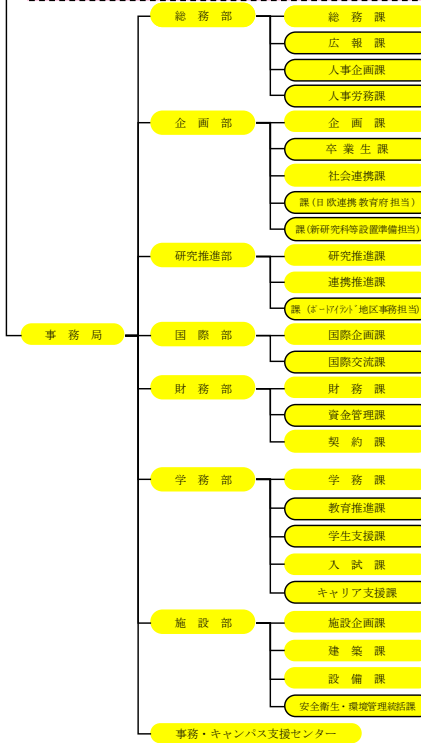 総務部
総務課
広報課
人事企画課
人事労務課
企画部
企画課
卒業生課
社会連携課
課(日欧連携教育府担当)
課(新研究科等設置準備担当)
研究推進部
研究推進課
連携推進課
課(ポートアイランド地区事務担当)
事務局
国際部
国際企画課
国際交流課
財務部
財務課
資金管理課
契約課
学務部
学務課
教育推進課
学生支援課
入試課
キャリア支援課
施設部
施設企画課
建築課
設備課
安全衛生・環境管理統括課
事務・キャンパス支援センター